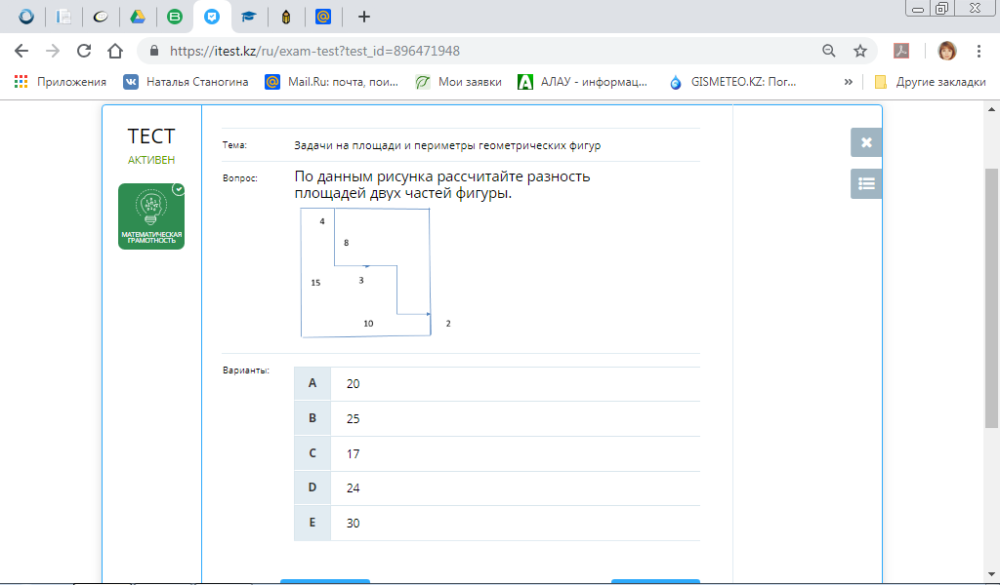 https://itest.kz/ru/exam-test?test_id=896471948
Приложения Наталья Станогина Mail.Ru: почта, пои... Мои заявки АЛАУ - информац... GISMETEO.KZ: Пог... » Другие закладки
ТЕСТ
АКТИВЕН
МАТЕМАТИЧЕСКАЯ
ГРАМОТНОСТЬ
Тема: Задачи на площади и периметры геометрических фигур
Вопрос: По данным рисунка рассчитайте разность
площадей двух частей фигуры.
4
8
15 3
10 2
Варианты:
A 20
B 25
C 17
D 24
E 30